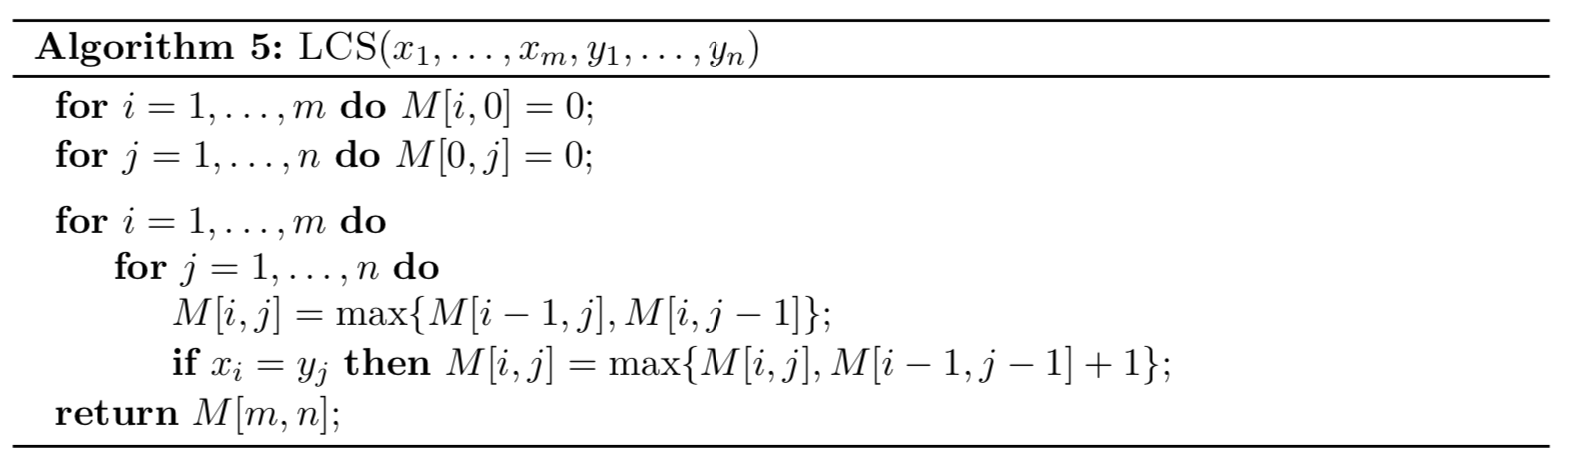 Algorithm 5: LCS(x₁, . . . , xₘ, y₁, . . . , yₙ)
for i = 1, . . . , m do M[i, 0] = 0;
for j = 1, . . . , n do M[0, j] = 0;
for i = 1, . . . , m do
for j = 1, . . . , n do
M[i, j] = max{M[i − 1, j], M[i, j − 1]};
if xᵢ = yⱼ then M[i, j] = max{M[i, j], M[i − 1, j − 1] + 1};
return M[m, n];